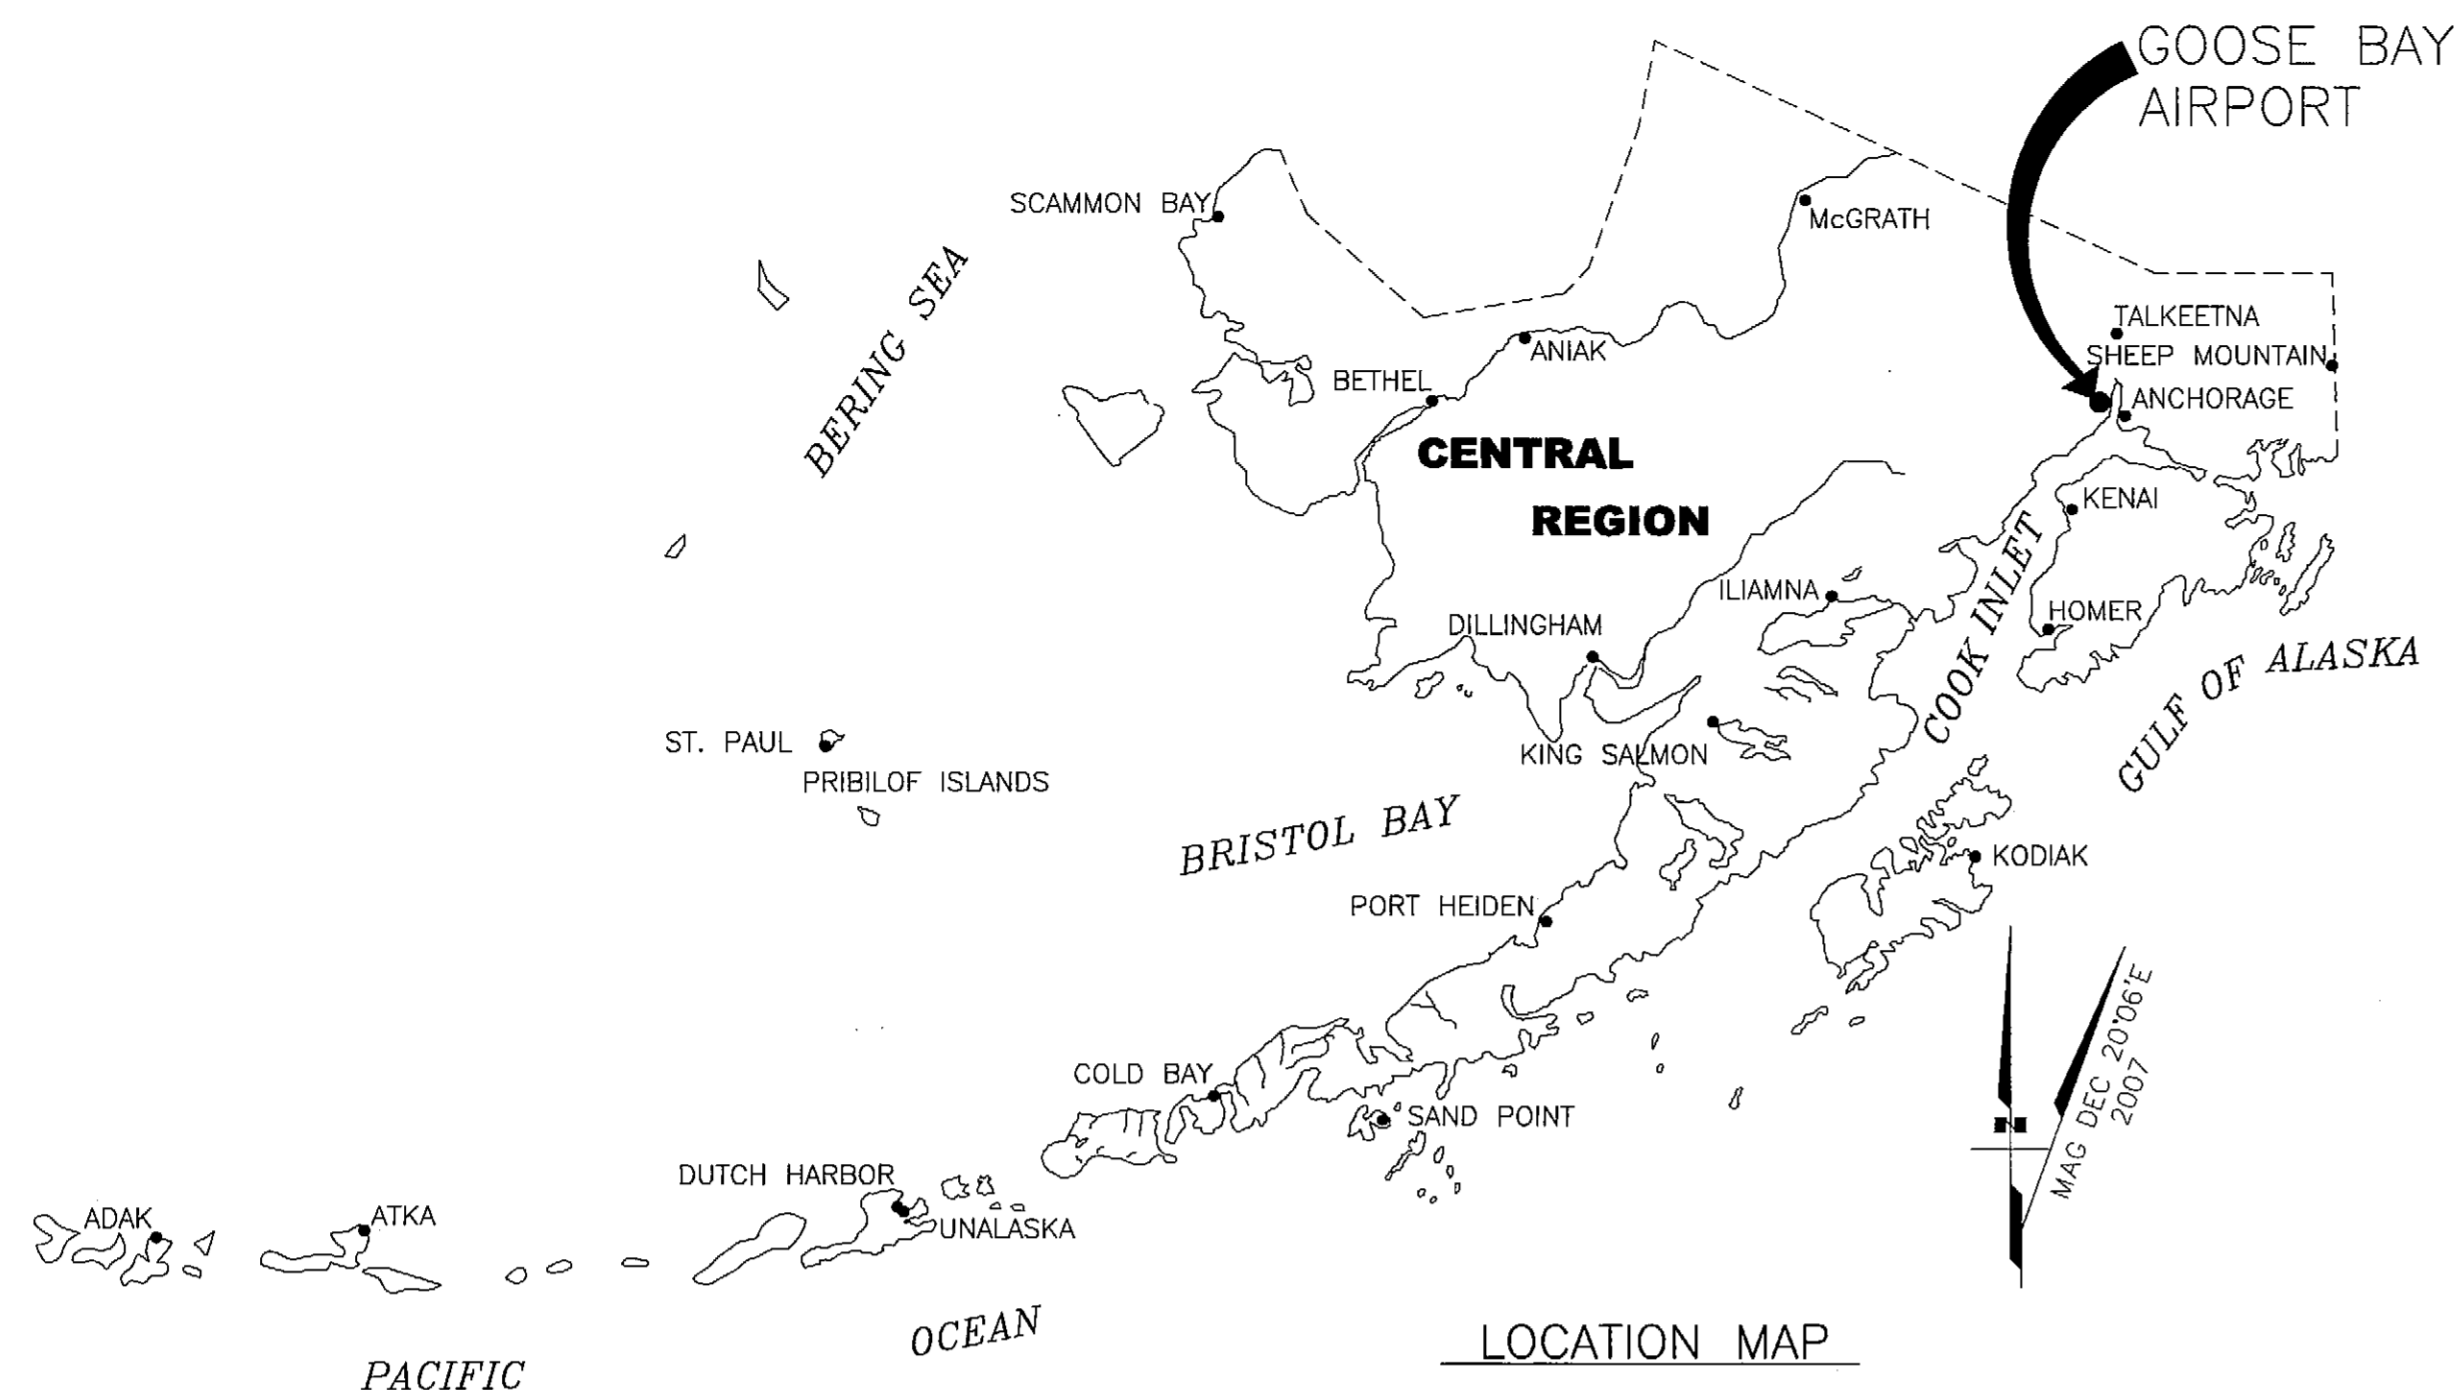 GOOSE BAY
AIRPORT
SCAMMON BAY
McGRATH
BERING SEA
TALKEETNA
SHEEP MOUNTAIN
ANIAK
BETHEL
ANCHORAGE
CENTRAL
REGION
KENAI
ILIAMNA
COOK INLET
HOMER
DILLINGHAM
GULF OF ALASKA
ST. PAUL
KING SALMON
PRIBILOF ISLANDS
BRISTOL BAY
KODIAK
PORT HEIDEN
MAG DEC 20°06'E
2007
COLD BAY
SAND POINT
DUTCH HARBOR
ADAK
ATKA
UNALASKA
OCEAN
LOCATION MAP
PACIFIC